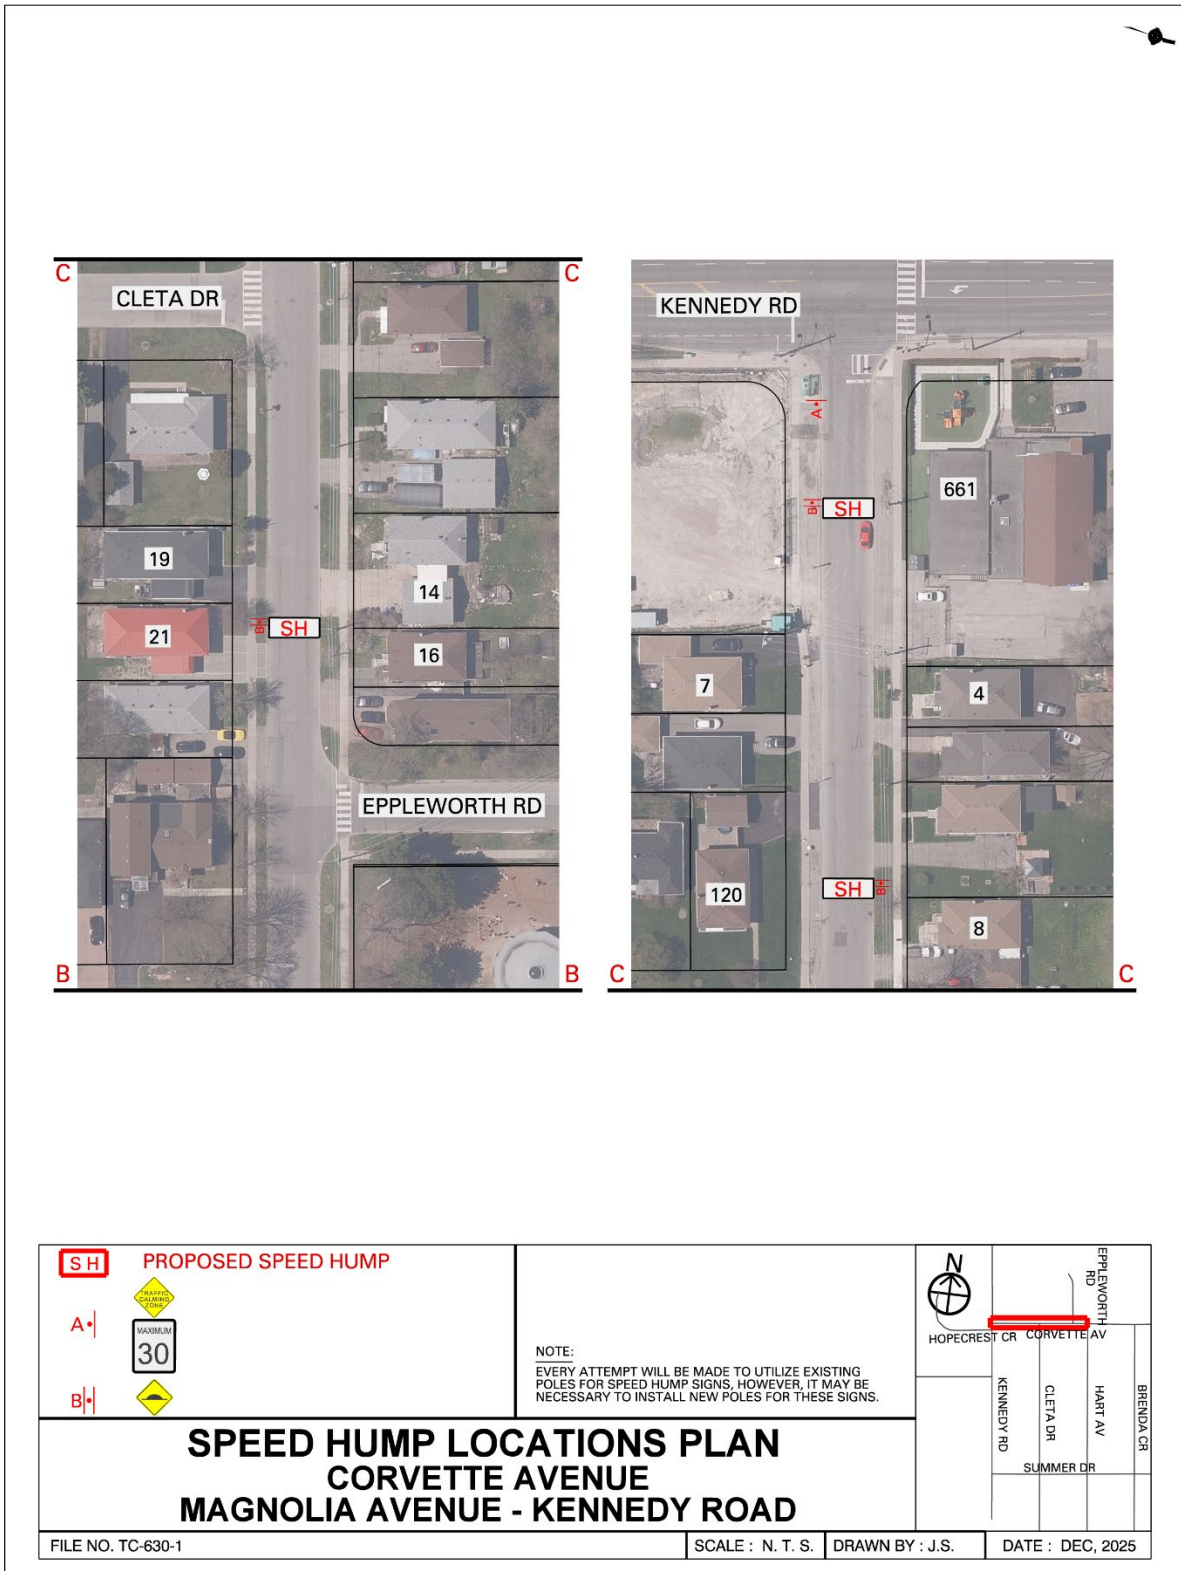 C
C
CLETA DR
19
21
14
16
B•
SH
EPPLEWORTH RD
B
B
KENNEDY RD
A•
661
B•
SH
7
4
120
SH
B•
8
C
C
SH PROPOSED SPEED HUMP
TRAFFIC
CALMING
ZONE
A•
MAXIMUM
30
B•
NOTE:
EVERY ATTEMPT WILL BE MADE TO UTILIZE EXISTING
POLES FOR SPEED HUMP SIGNS, HOWEVER, IT MAY BE
NECESSARY TO INSTALL NEW POLES FOR THESE SIGNS.
N
EPPLEWORTH
RD
HOPECREST CR
CORVETTE AV
KENNEDY RD
CLETA DR
HART AV
BRENDA CR
SUMMER DR
SPEED HUMP LOCATIONS PLAN
CORVETTE AVENUE
MAGNOLIA AVENUE - KENNEDY ROAD
FILE NO. TC-630-1
SCALE : N. T. S.
DRAWN BY : J.S.
DATE : DEC, 2025